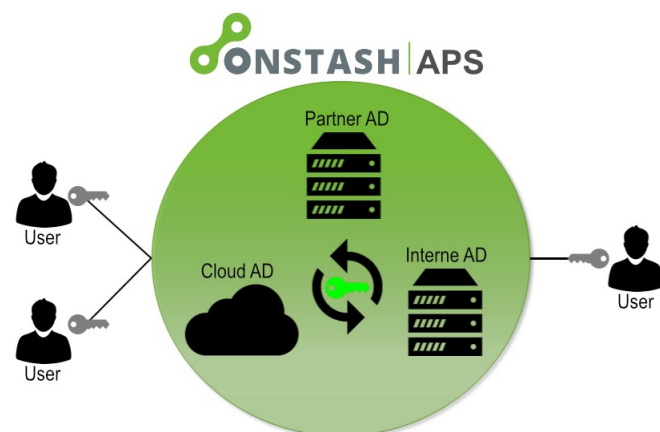 ONSTASH | APS
Partner AD
User
Cloud AD
Interne AD
User
User